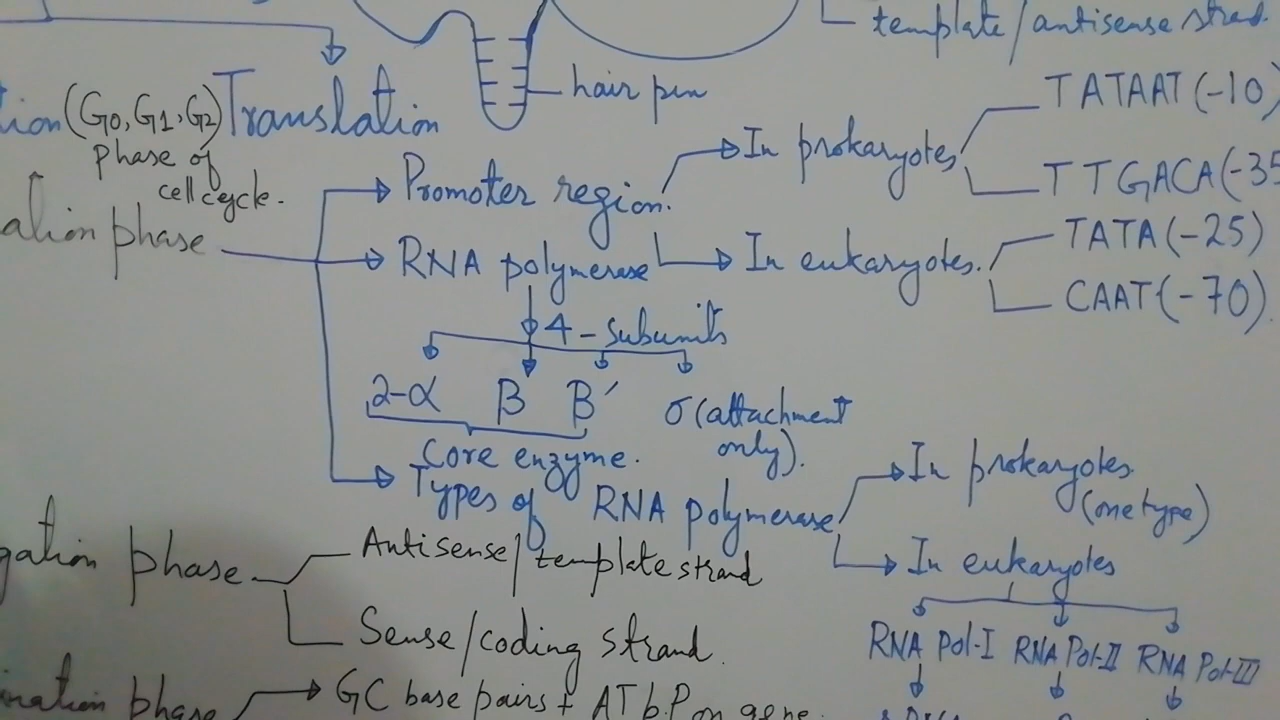 template/antisense strad.
hair pin
tion (G0, G1, G2) Translation
phase of
cell cycle.
TATAAT (-10)
In prokaryotes
Promoter region.
TTGACA (-35
ation phase
TATA (-25)
RNA polymerase
In eukaryotes.
CAAT (-70)
4-subunits
2-α β β′ σ (attachment
only).
Core enzyme.
In prokaryotes
(one type)
Types of RNA polymerase
gation phase
Antisense/template strand
In eukaryotes
Sense/coding strand.
RNA Pol-I RNA Pol-II RNA Pol-III
ination phase
GC base pairs + AT b.P on gene.